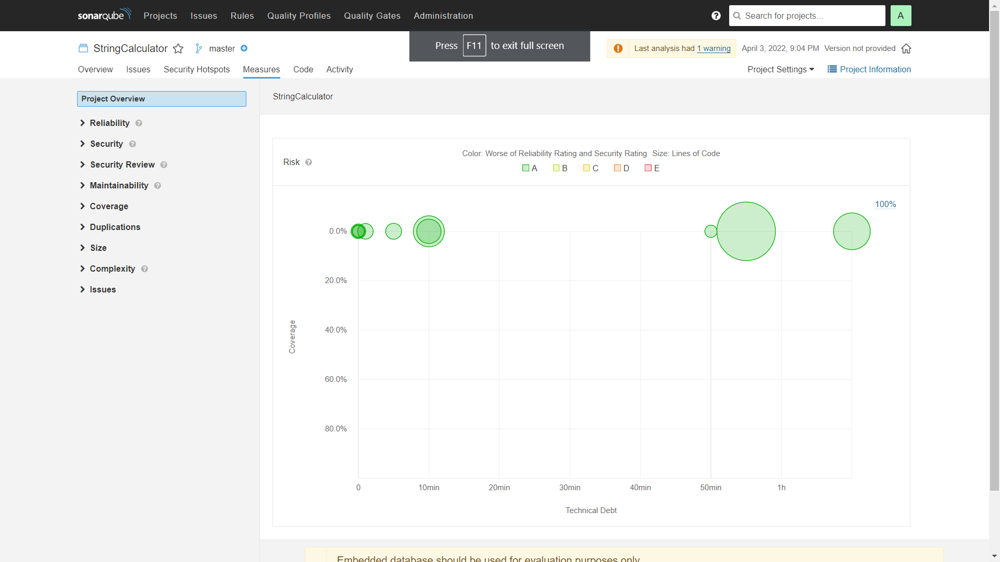 sonarqube Projects Issues Rules Quality Profiles Quality Gates Administration ? Search for projects... A
StringCalculator master Press F11 to exit full screen Last analysis had 1 warning April 3, 2022, 9:04 PM Version not provided
Overview Issues Security Hotspots Measures Code Activity Project Settings Project Information
Project Overview
Reliability ?
Security ?
Security Review ?
Maintainability ?
Coverage
Duplications
Size
Complexity ?
Issues
StringCalculator
Risk ?
Color: Worse of Reliability Rating and Security Rating Size: Lines of Code
A B C D E
100%
0.0%
20.0%
40.0%
60.0%
80.0%
Coverage
0 10min 20min 30min 40min 50min 1h
Technical Debt
Embedded database should be used for evaluation purposes only